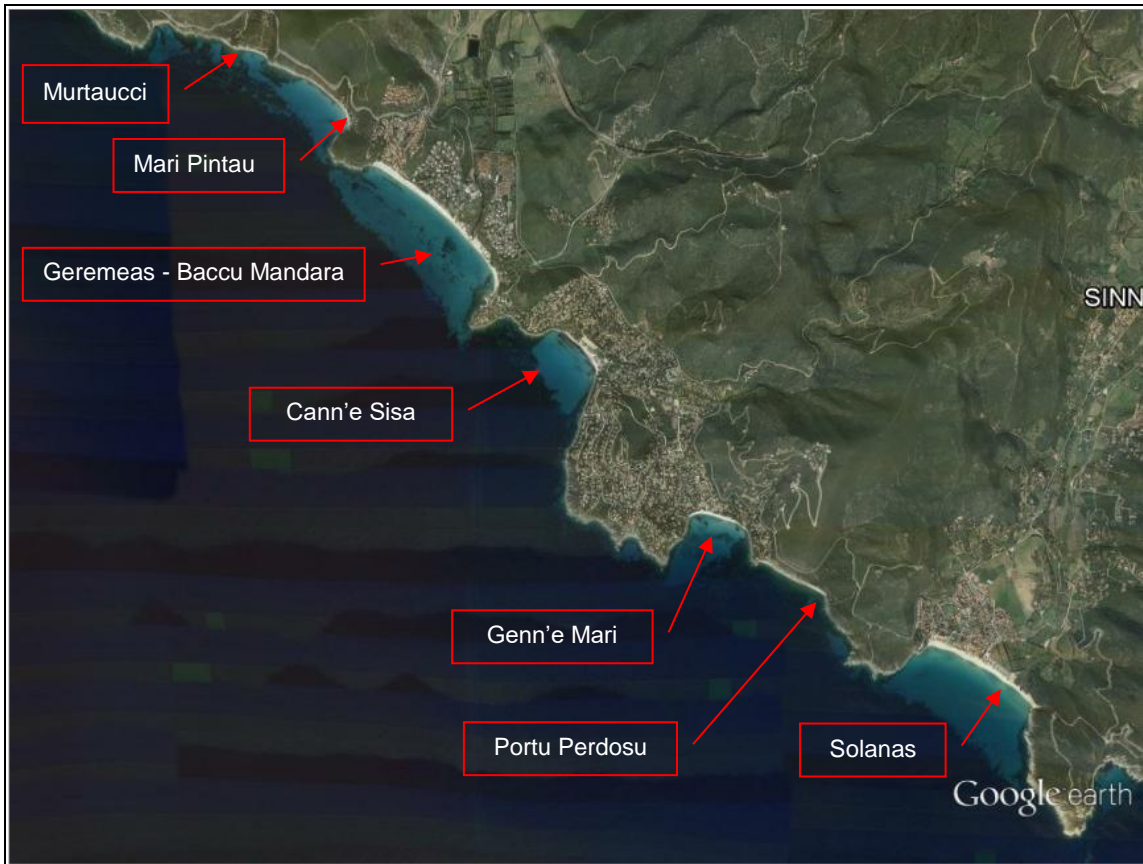 Murtaucci
Mari Pintau
Geremeas - Baccu Mandara
SINN
Cann’e Sisa
Genn’e Mari
Portu Perdosu
Solanas
Google earth